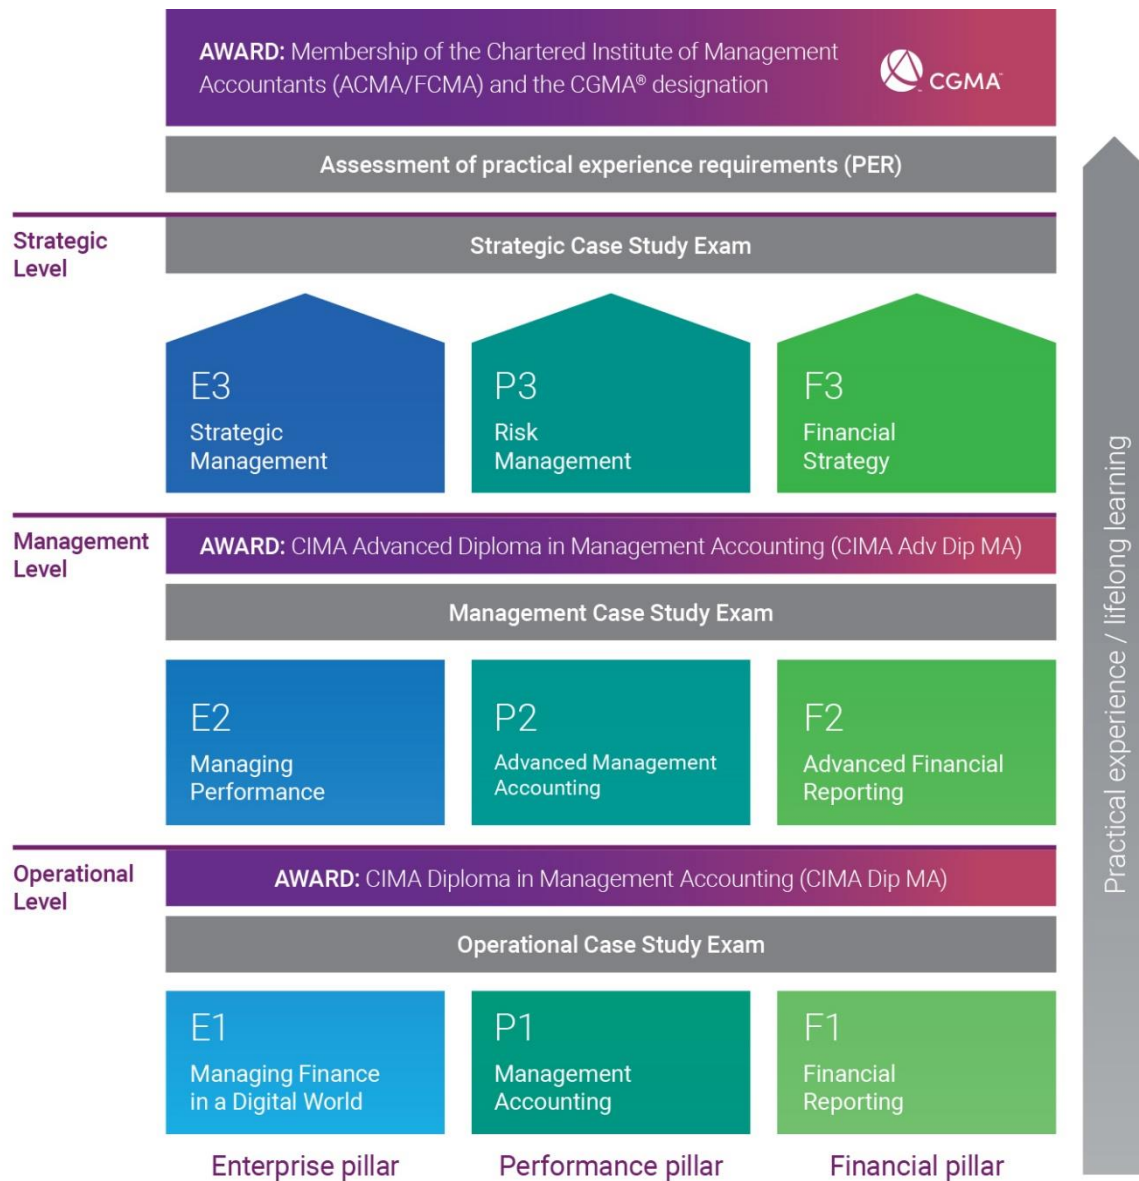 AWARD: Membership of the Chartered Institute of Management
Accountants (ACMA/FCMA) and the CGMA® designation
CGMA™
Assessment of practical experience requirements (PER)
Strategic
Level
Strategic Case Study Exam
E3
Strategic
Management
P3
Risk
Management
F3
Financial
Strategy
Management
Level
AWARD: CIMA Advanced Diploma in Management Accounting (CIMA Adv Dip MA)
Management Case Study Exam
E2
Managing
Performance
P2
Advanced Management
Accounting
F2
Advanced Financial
Reporting
Operational
Level
AWARD: CIMA Diploma in Management Accounting (CIMA Dip MA)
Operational Case Study Exam
E1
Managing Finance
in a Digital World
P1
Management
Accounting
F1
Financial
Reporting
Enterprise pillar
Performance pillar
Financial pillar
Practical experience / lifelong learning